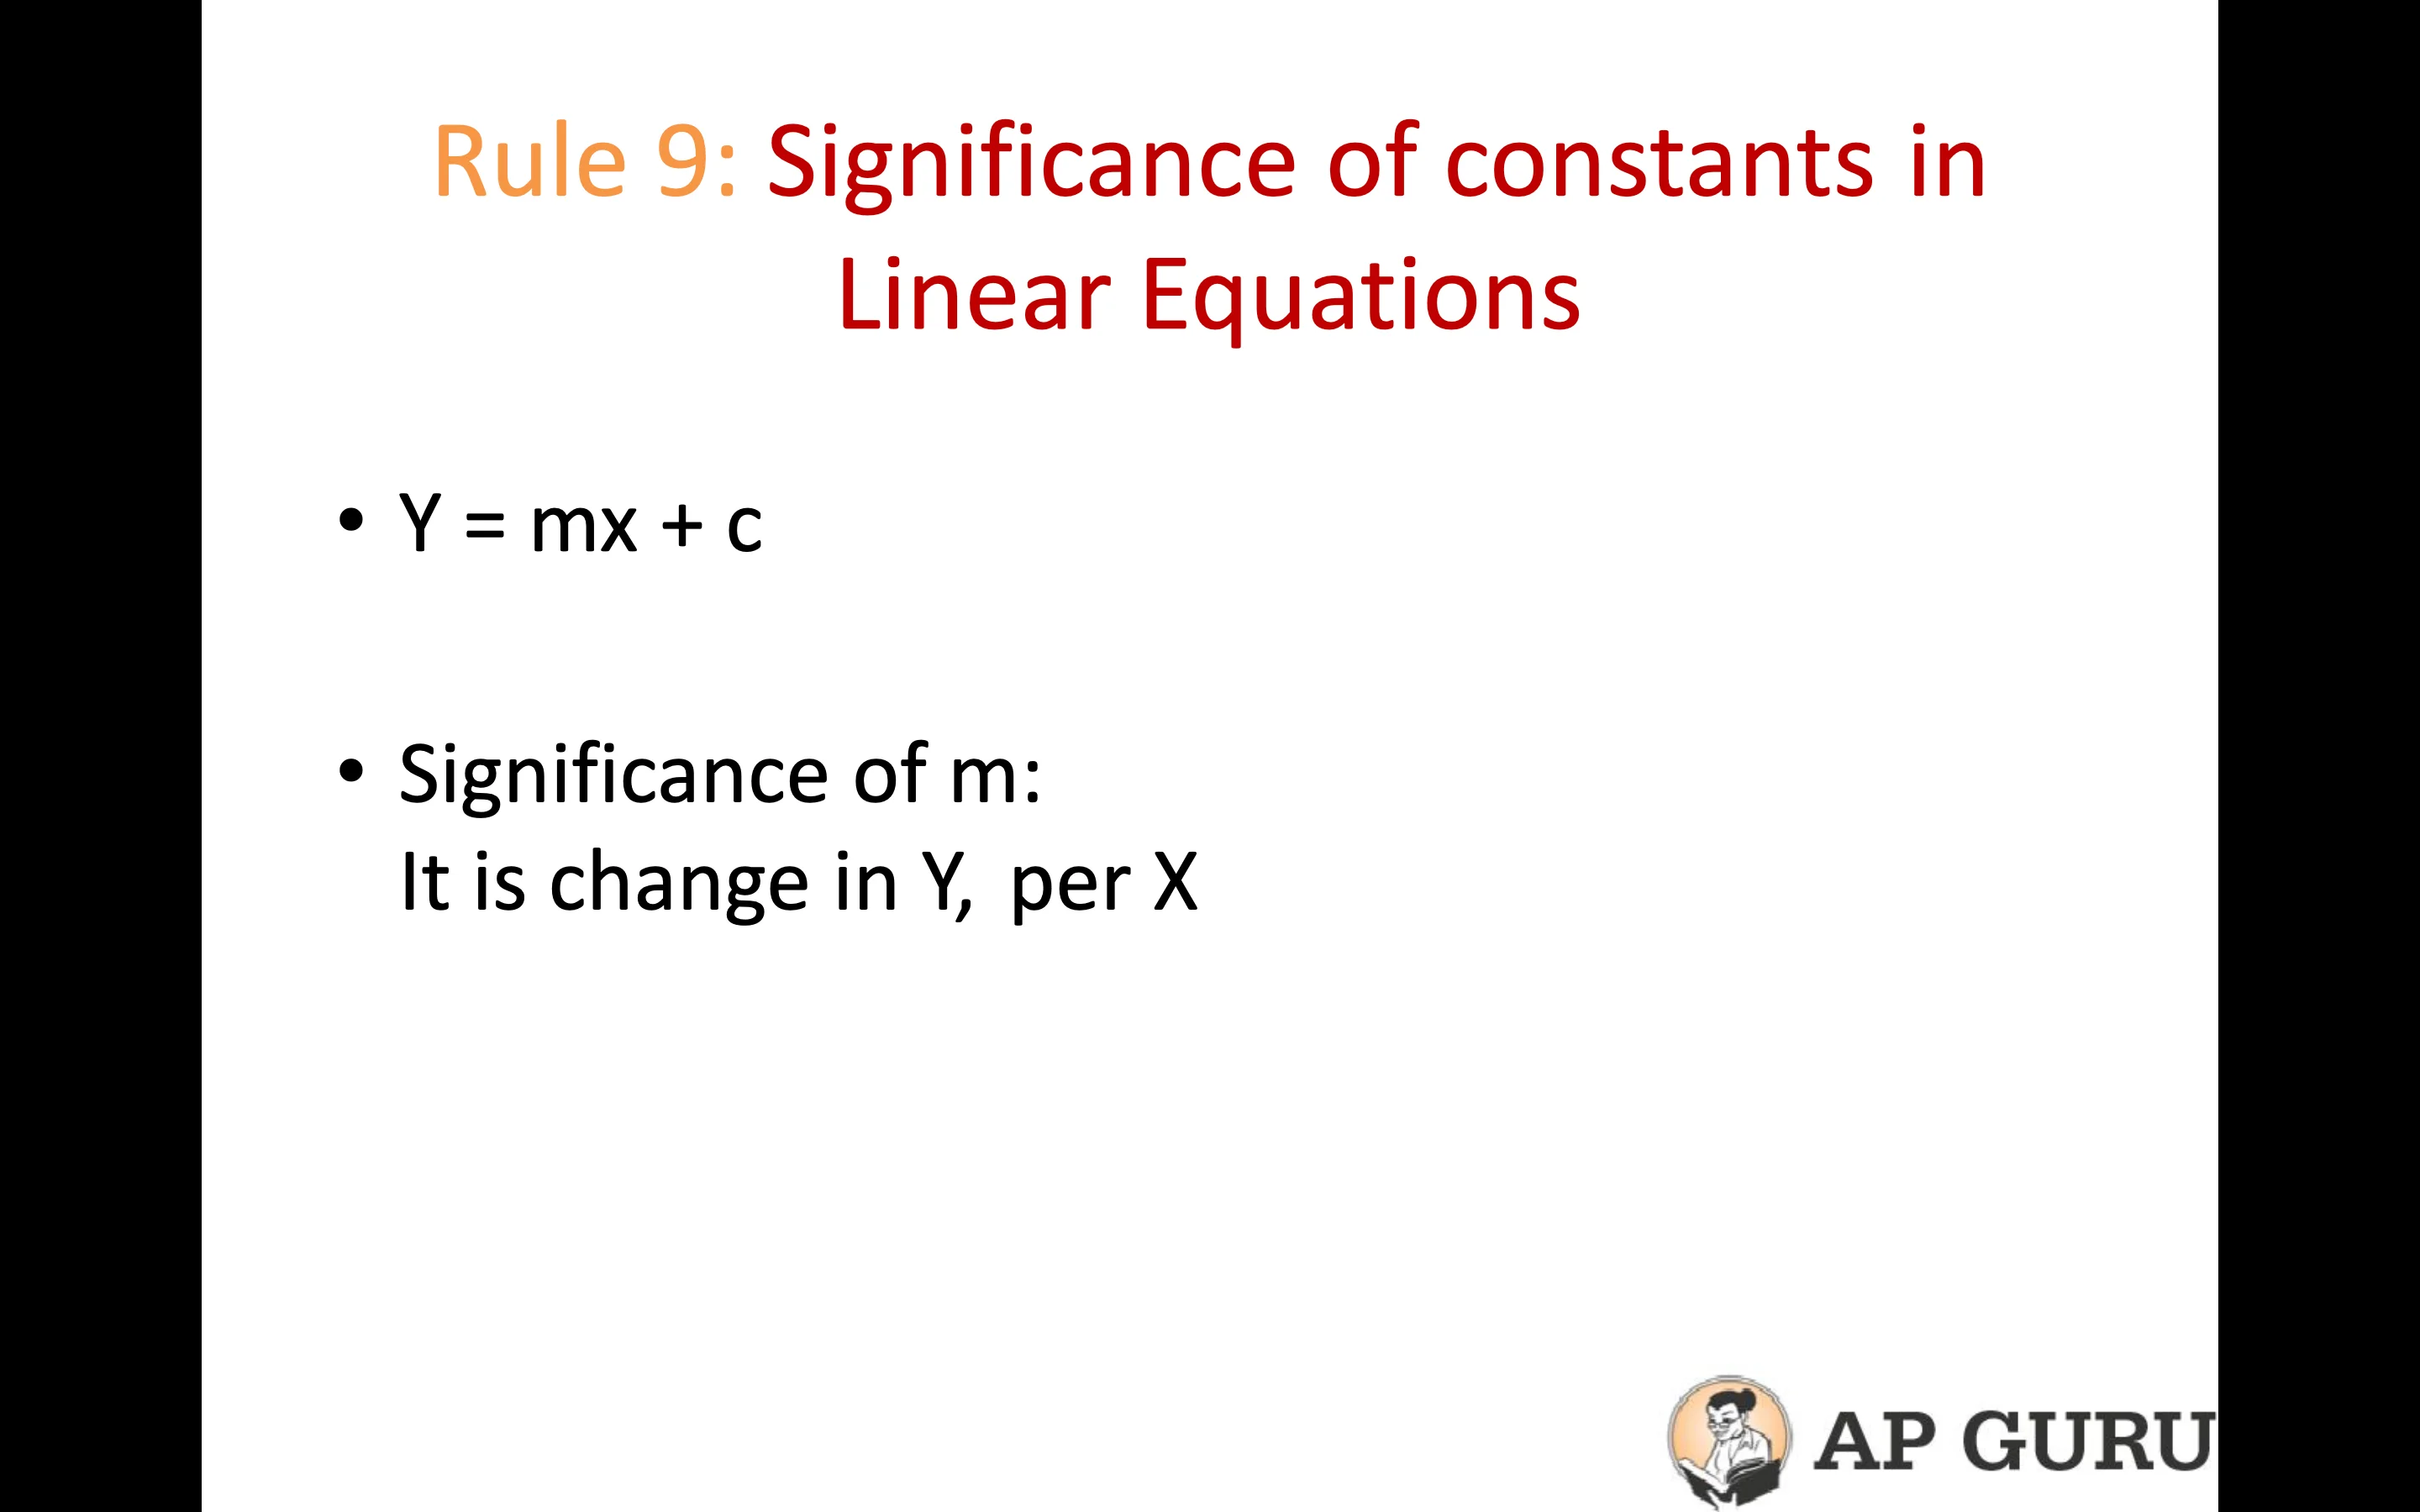 Rule 9: Significance of constants in
Linear Equations
• Y = mx + c
• Significance of m:
It is change in Y, per X
AP GURU